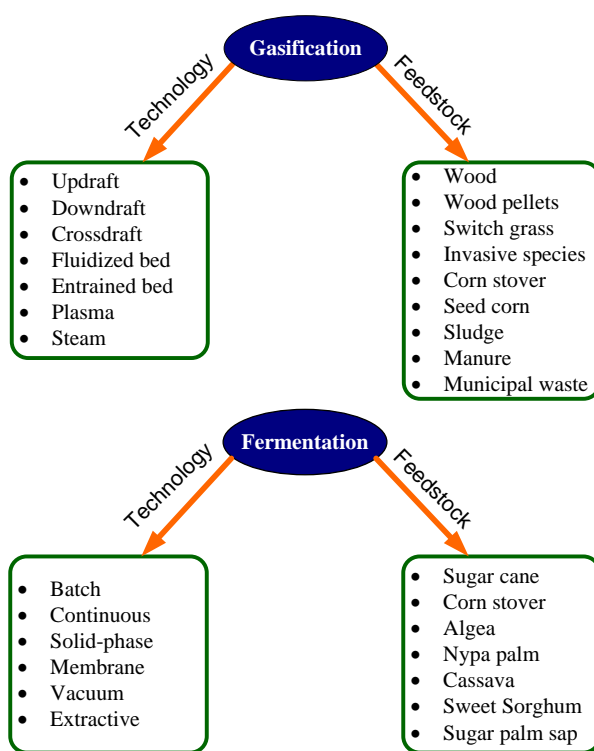 Gasification
Technology
Feedstock
• Updraft
• Downdraft
• Crossdraft
• Fluidized bed
• Entrained bed
• Plasma
• Steam
• Wood
• Wood pellets
• Switch grass
• Invasive species
• Corn stover
• Seed corn
• Sludge
• Manure
• Municipal waste
Fermentation
Technology
Feedstock
• Batch
• Continuous
• Solid-phase
• Membrane
• Vacuum
• Extractive
• Sugar cane
• Corn stover
• Algea
• Nypa palm
• Cassava
• Sweet Sorghum
• Sugar palm sap